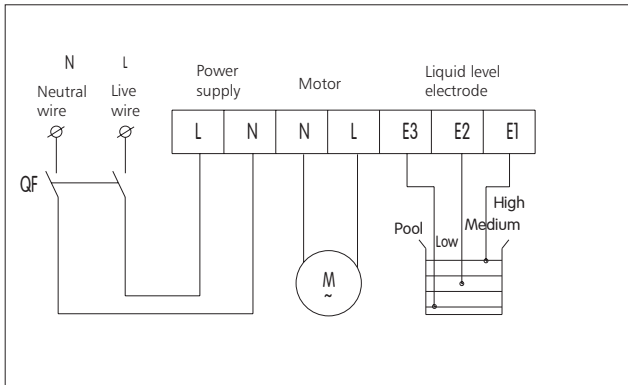 N L
Neutral wire
Live wire
Power supply
Motor
Liquid level electrode
L N N L E3 E2 E1
QF
High
Medium
Low
Pool
M
~